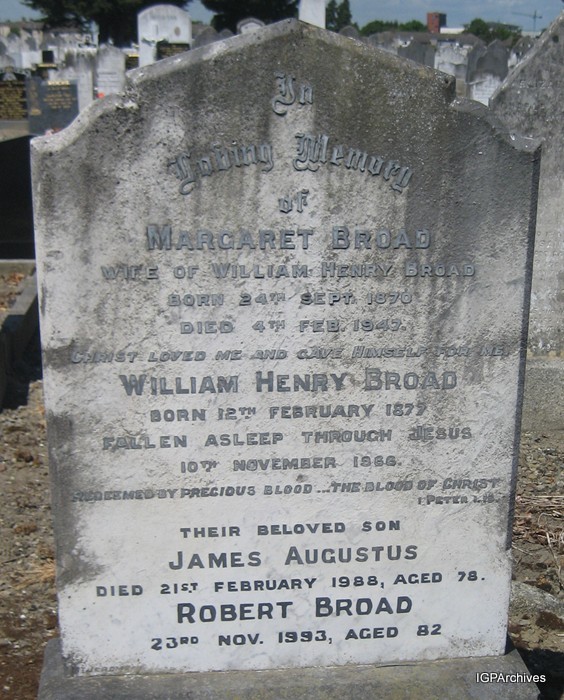 In
Loving Memory
of
MARGARET BROAD
WIFE OF WILLIAM HENRY BROAD
BORN 24TH SEPT. 1870
DIED 4TH FEB. 1947.
CHRIST LOVED ME AND GAVE HIMSELF FOR ME.
WILLIAM HENRY BROAD
BORN 12TH FEBRUARY 1877
FALLEN ASLEEP THROUGH JESUS
10TH NOVEMBER 1966.
REDEEMED BY PRECIOUS BLOOD...THE BLOOD OF CHRIST
1 PETER 1.18.
THEIR BELOVED SON
JAMES AUGUSTUS
DIED 21ST FEBRUARY 1988, AGED 78.
ROBERT BROAD
23RD NOV. 1993, AGED 82
IGPArchives